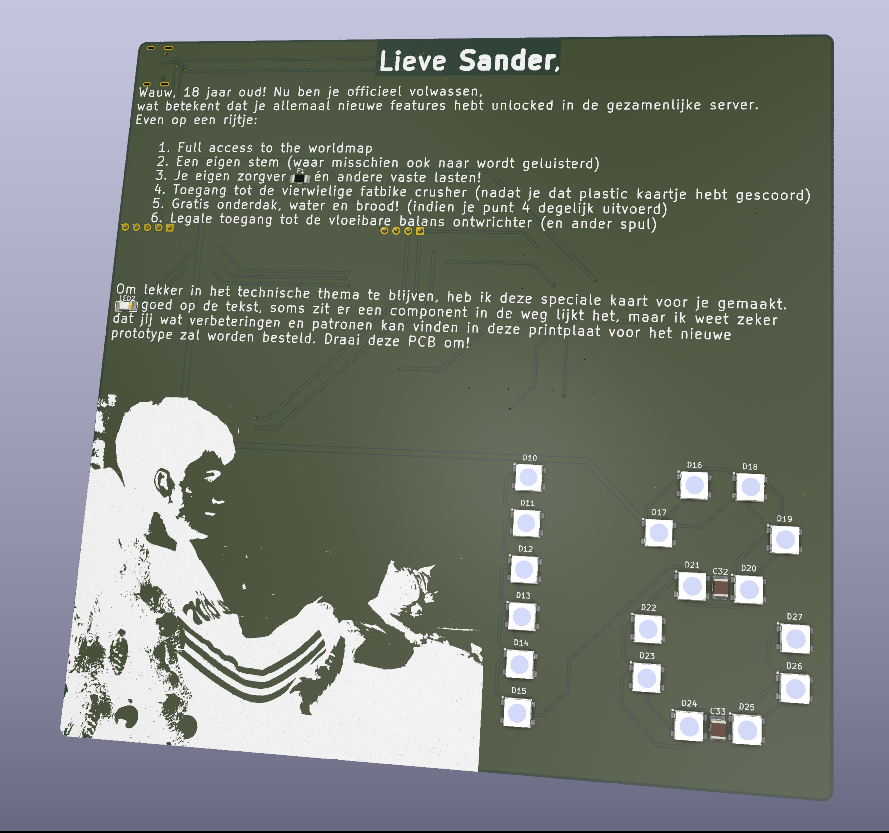 Lieve Sander,
Wauw, 18 jaar oud! Nu ben je officieel volwassen,
wat betekent dat je allemaal nieuwe features hebt unlocked in de gezamenlijke server.
Even op een rijtje:
1. Full access to the worldmap
2. Een eigen stem (waar misschien ook naar wordt geluisterd)
3. Je eigen zorgver én andere vaste lasten!
4. Toegang tot de vierwielige fatbike crusher (nadat je dat plastic kaartje hebt gescoord)
5. Gratis onderdak, water en brood! (indien je punt 4 degelijk uitvoerd)
6. Legale toegang tot de vloeibare balans ontwrichter (en ander spul)
Om lekker in het technische thema te blijven, heb ik deze speciale kaart voor je gemaakt.
LED2
goed op de tekst, soms zit er een component in de weg lijkt het, maar ik weet zeker
dat jij wat verbeteringen en patronen kan vinden in deze printplaat voor het nieuwe
prototype zal worden besteld. Draai deze PCB om!
D10
D16 D18
D11
D17 D19
D12
D21 C32 D20
D13
D22 D27
D14
D23 D26
D15
D24 C33 D25